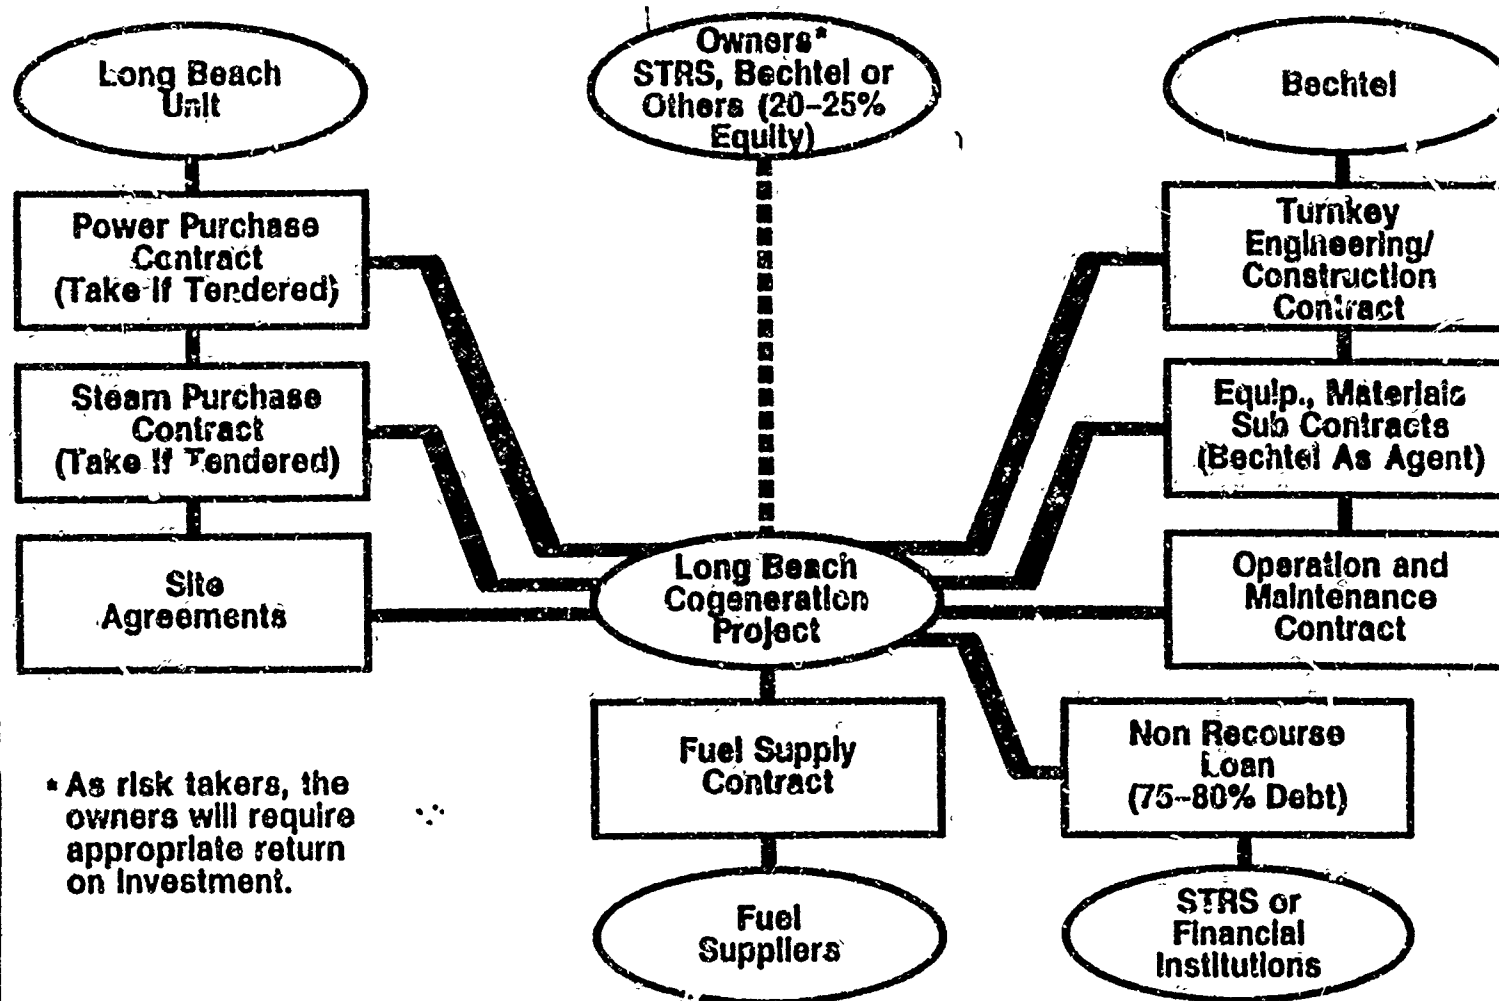 Long Beach
Unit
Owners*
STRS, Bechtel or
Others (20–25%
Equity)
Bechtel
Power Purchase
Contract
(Take If Tendered)
Turnkey
Engineering/
Construction
Contract
Steam Purchase
Contract
(Take If Tendered)
Equip., Materials
Sub Contracts
(Bechtel As Agent)
Site
Agreements
Long Beach
Cogeneration
Project
Operation and
Maintenance
Contract
Fuel Supply
Contract
Non Recourse
Loan
(75–80% Debt)
* As risk takers, the
owners will require
appropriate return
on investment.
Fuel
Suppliers
STRS or
Financial
Institutions